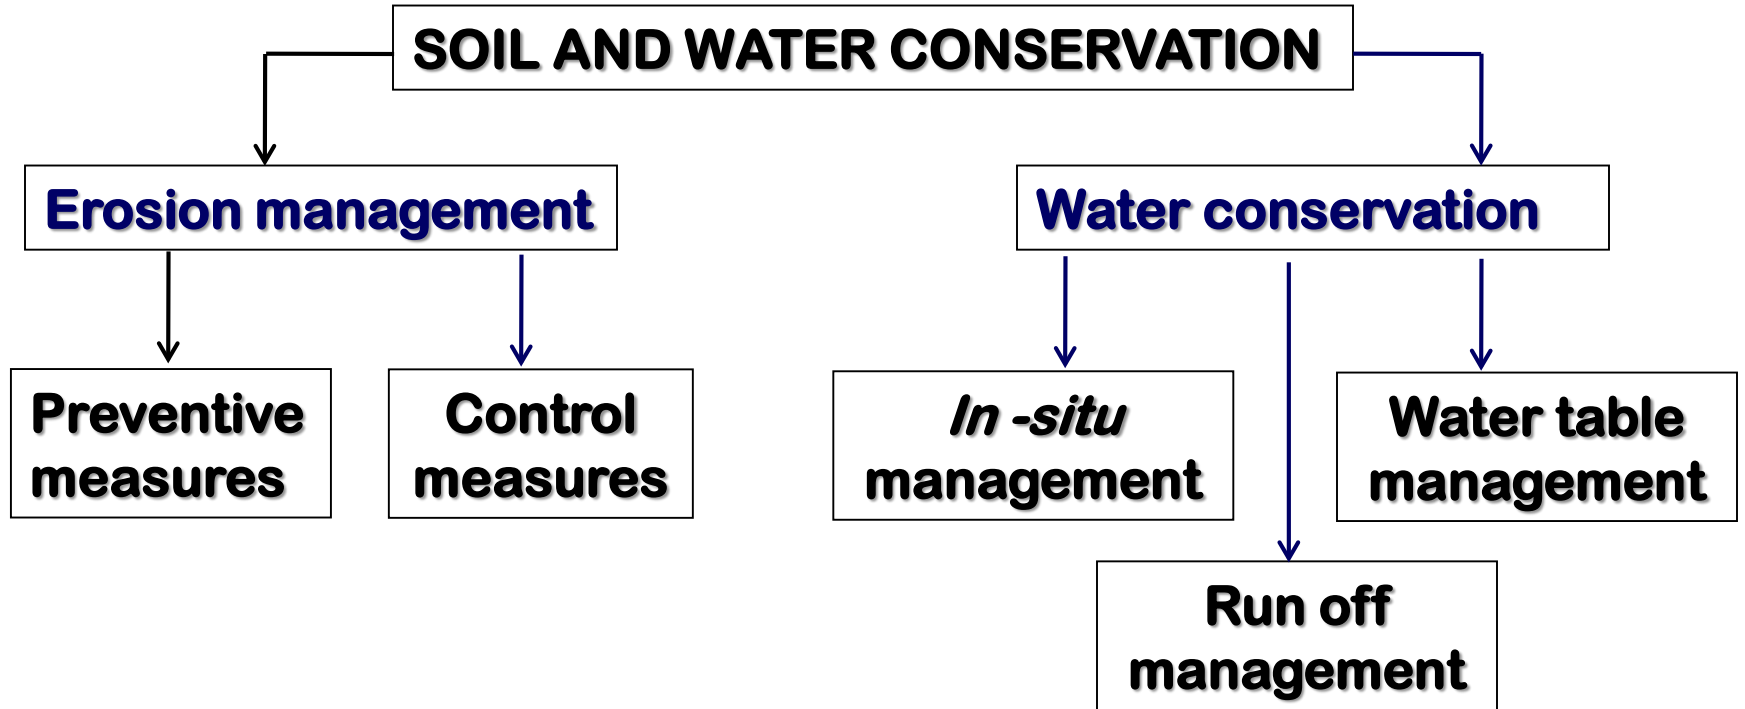 SOIL AND WATER CONSERVATION
Erosion management
Water conservation
Preventive
measures
Control
measures
In -situ
management
Water table
management
Run off
management